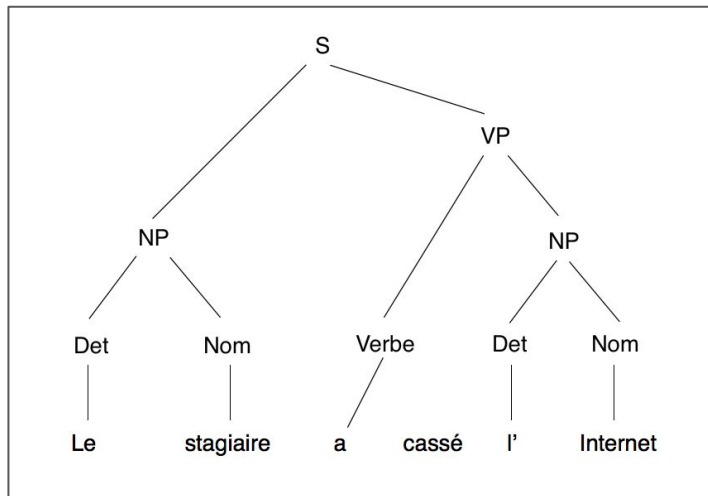 S
VP
NP
NP
Det Nom Verbe Det Nom
Le stagiaire a cassé l' Internet